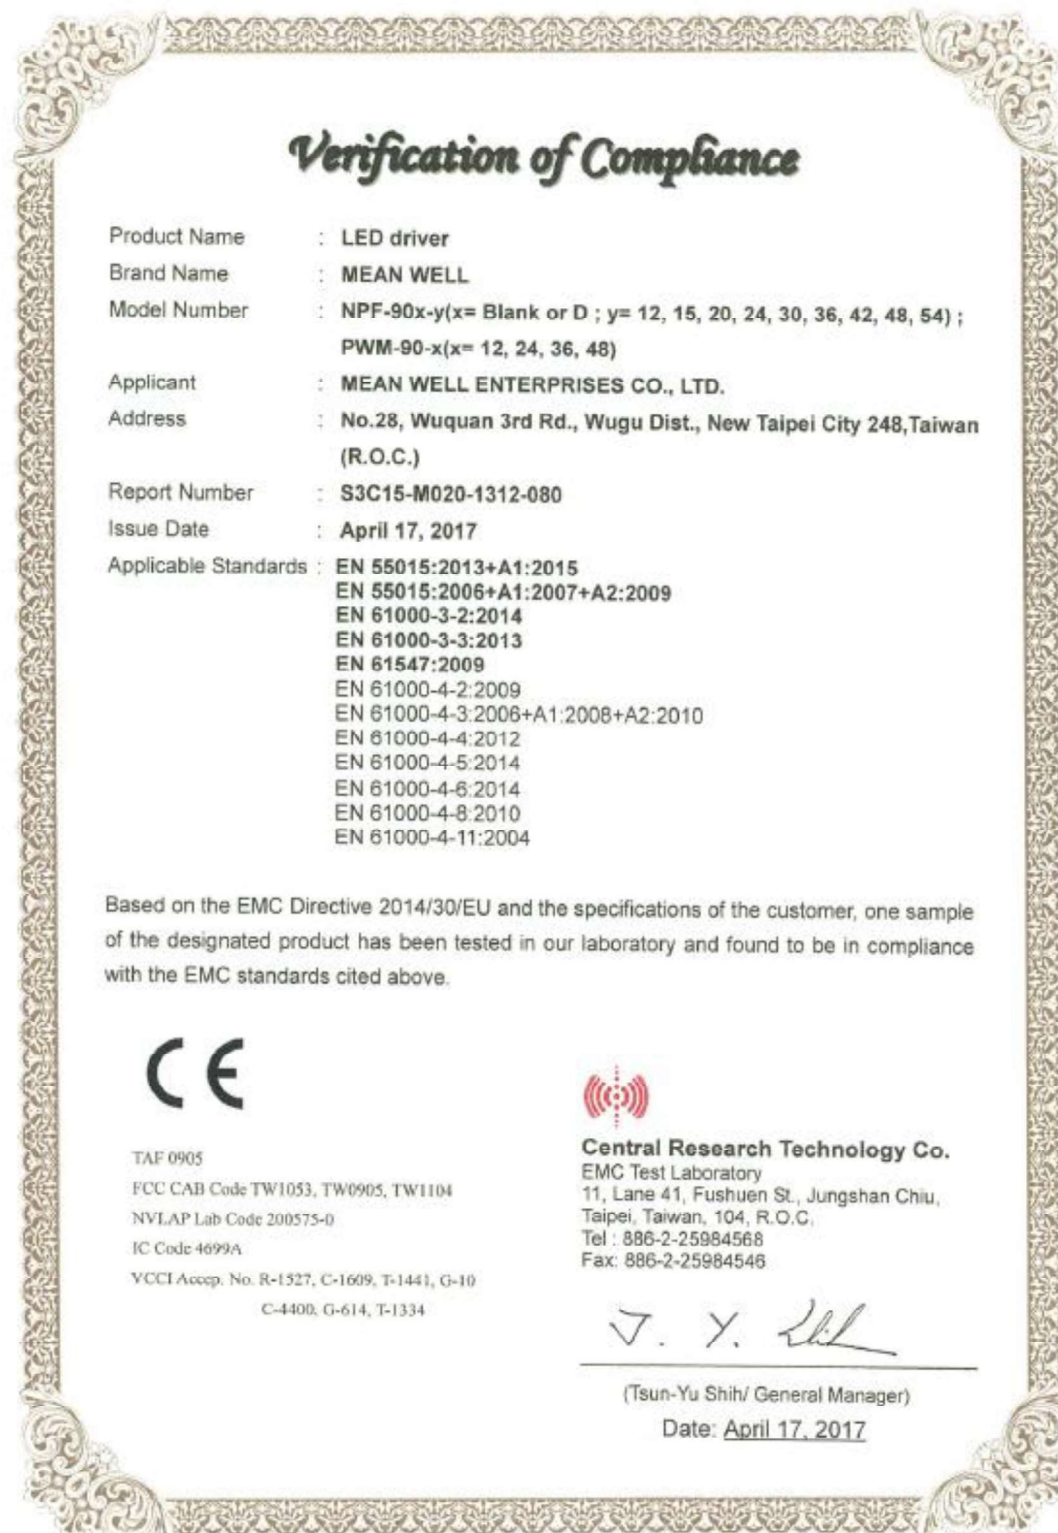 Verification of Compliance
Product Name : LED driver
Brand Name : MEAN WELL
Model Number : NPF-90x-y(x= Blank or D ; y= 12, 15, 20, 24, 30, 36, 42, 48, 54) ;
PWM-90-x(x= 12, 24, 36, 48)
Applicant : MEAN WELL ENTERPRISES CO., LTD.
Address : No.28, Wuquan 3rd Rd., Wugu Dist., New Taipei City 248,Taiwan
(R.O.C.)
Report Number : S3C15-M020-1312-080
Issue Date : April 17, 2017
Applicable Standards : EN 55015:2013+A1:2015
EN 55015:2006+A1:2007+A2:2009
EN 61000-3-2:2014
EN 61000-3-3:2013
EN 61547:2009
EN 61000-4-2:2009
EN 61000-4-3:2006+A1:2008+A2:2010
EN 61000-4-4:2012
EN 61000-4-5:2014
EN 61000-4-6:2014
EN 61000-4-8:2010
EN 61000-4-11:2004
Based on the EMC Directive 2014/30/EU and the specifications of the customer, one sample
of the designated product has been tested in our laboratory and found to be in compliance
with the EMC standards cited above.
CE
TAF 0905
FCC CAB Code TW1053, TW0905, TW1104
NVLAP Lab Code 200575-0
IC Code 4699A
VCCI Accep. No. R-1527, C-1609, T-1441, G-10
C-4400, G-614, T-1334
Central Research Technology Co.
EMC Test Laboratory
11, Lane 41, Fushuen St., Jungshan Chiu,
Taipei, Taiwan, 104, R.O.C.
Tel : 886-2-25984568
Fax: 886-2-25984546
J. Y.
(Tsun-Yu Shih/ General Manager)
Date: April 17, 2017